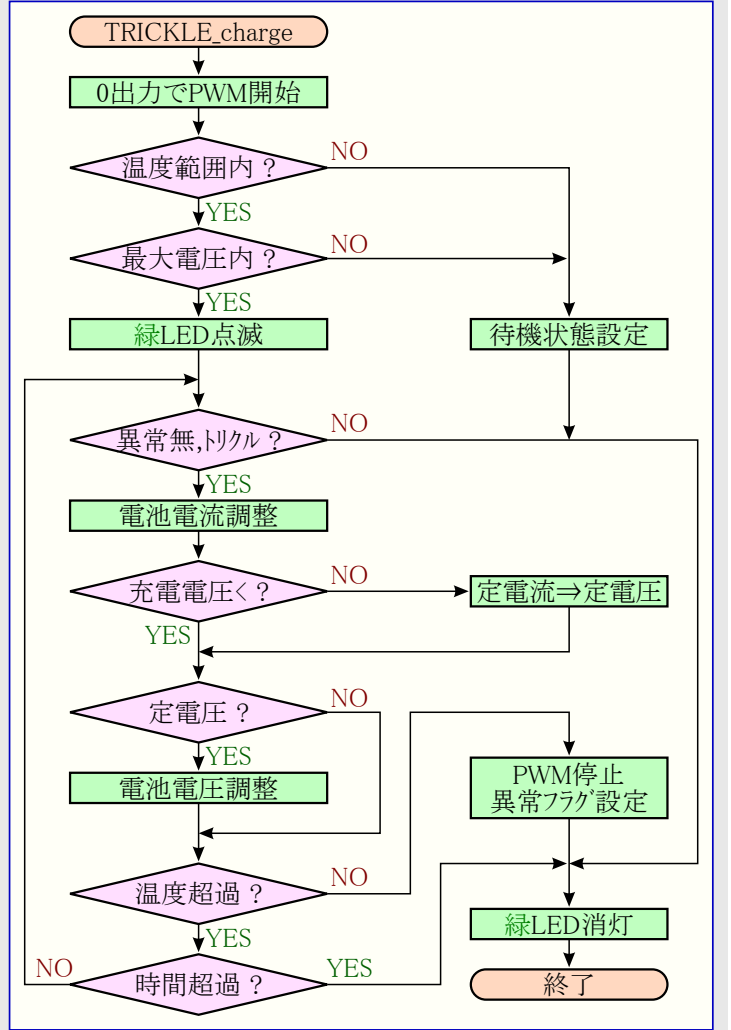 TRICKLE_charge
0出力でPWM開始
温度範囲内 ?
NO
YES
最大電圧内 ?
NO
YES
緑LED点滅
待機状態設定
異常無,トリクル ?
NO
YES
電池電流調整
充電電圧< ?
NO
定電流⇒定電圧
YES
定電圧 ?
NO
YES
電池電圧調整
PWM停止
異常フラグ設定
温度超過 ?
NO
YES
緑LED消灯
NO
時間超過 ?
YES
終了